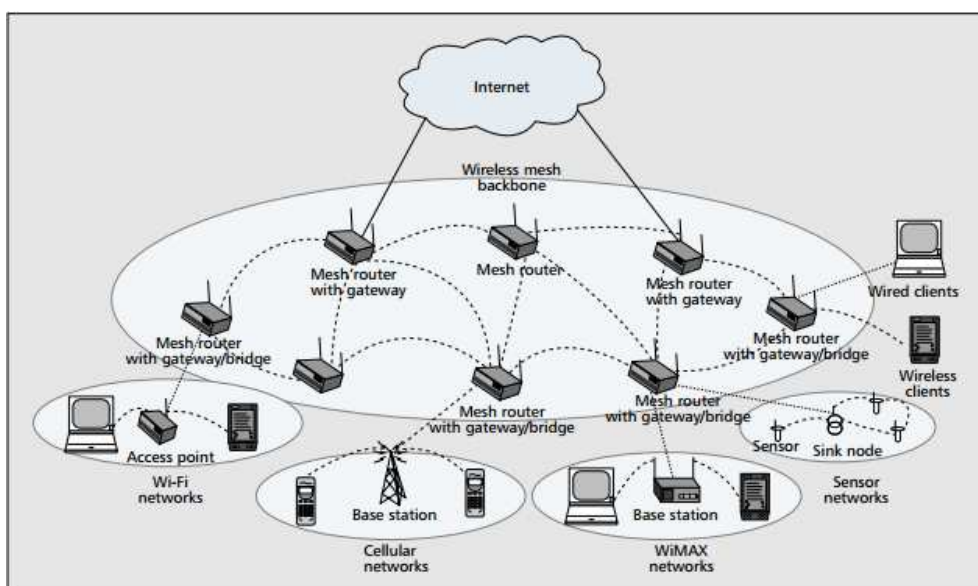 Internet
Wireless mesh
backbone
Mesh router
with gateway
Mesh router
Mesh router
with gateway
Wired clients
Mesh router
with gateway/bridge
Mesh router
with gateway/bridge
Wireless
clients
Mesh router
with gateway/bridge
Mesh router
with gateway/bridge
Access point
Wi-Fi
networks
Sensor
Sink node
Sensor
networks
Base station
Cellular
networks
Base station
WiMAX
networks